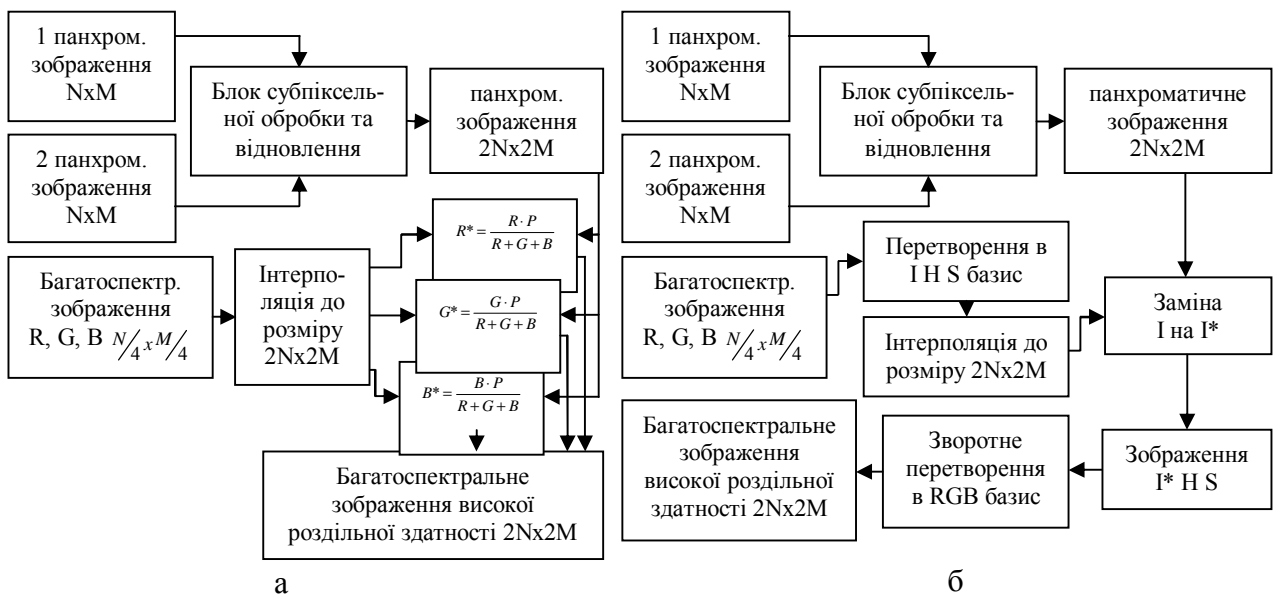 1 панхром.
зображення
NxM
2 панхром.
зображення
NxM
Блок субпіксель-
ної обробки та
відновлення
панхром.
зображення
2Nx2M
Багатоспектр.
зображення
R, G, B N/4 x M/4
Інтерпо-
ляція до
розміру
2Nx2M
R* = R · P / R + G + B
G* = G · P / R + G + B
B* = B · P / R + G + B
Багатоспектральне
зображення високої
роздільної здатності 2Nx2M
а
1 панхром.
зображення
NxM
2 панхром.
зображення
NxM
Блок субпіксель-
ної обробки та
відновлення
панхроматичне
зображення
2Nx2M
Багатоспектр.
зображення
R, G, B N/4 x M/4
Перетворення в
I H S базис
Інтерполяція до
розміру 2Nx2M
Заміна
I на I*
Зображення
I* H S
Зворотне
перетворення
в RGB базис
Багатоспектральне
зображення
високої роздільної
здатності 2Nx2M
б